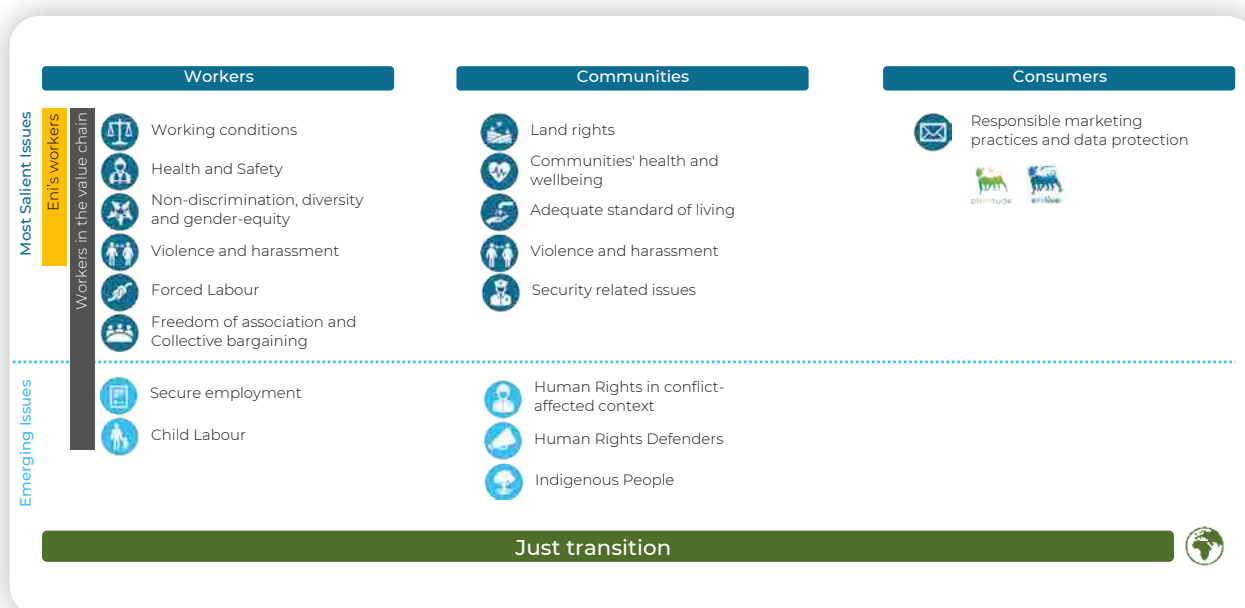 Workers
Communities
Consumers
Most Salient Issues
Eni's workers
Workers in the value chain
Working conditions
Health and Safety
Non-discrimination, diversity
and gender-equity
Violence and harassment
Forced Labour
Freedom of association and
Collective bargaining
Land rights
Communities' health and
wellbeing
Adequate standard of living
Violence and harassment
Security related issues
Responsible marketing
practices and data protection
plenitude
enilive
Emerging Issues
Secure employment
Child Labour
Human Rights in conflict-
affected context
Human Rights Defenders
Indigenous People
Just transition